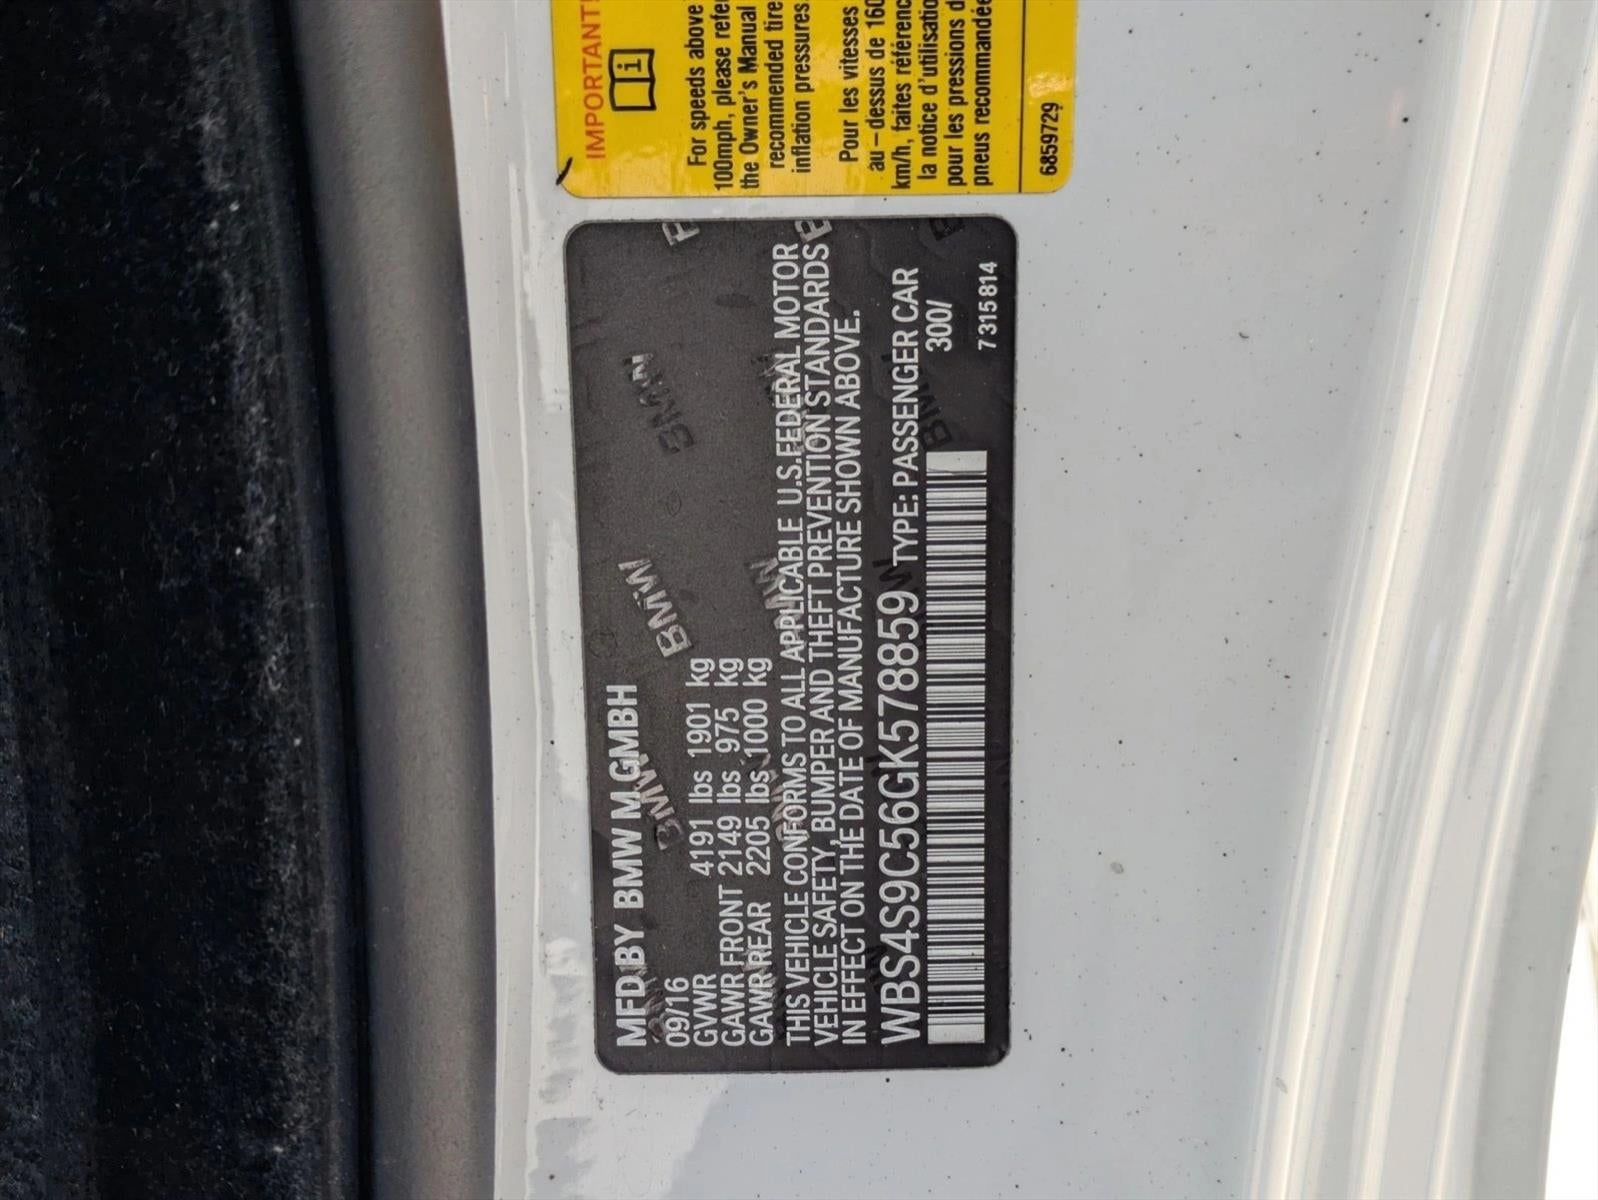 IMPORTANT!
For speeds above
100mph, please refer
the Owner's Manual
recommended tire
inflation pressures.
Pour les vitesses
au-dessus de 160
km/h, faites
la notice d'utilisation
pour les pressions
pneus
6859729
MFD BY BMW M GMBH
09/16
GVWR 4191 lbs 1901 kg
GAWR FRONT 2149 lbs 975 kg
GAWR REAR 2205 lbs 1000 kg
THIS VEHICLE CONFORMS TO ALL APPLICABLE U.S.FEDERAL MOTOR
VEHICLE SAFETY, BUMPER AND THEFT PREVENTION STANDARDS
IN EFFECT ON THE DATE OF MANUFACTURE SHOWN ABOVE.
WBS4S9C56GK578859 TYPE: PASSENGER CAR
300/
7 315 814